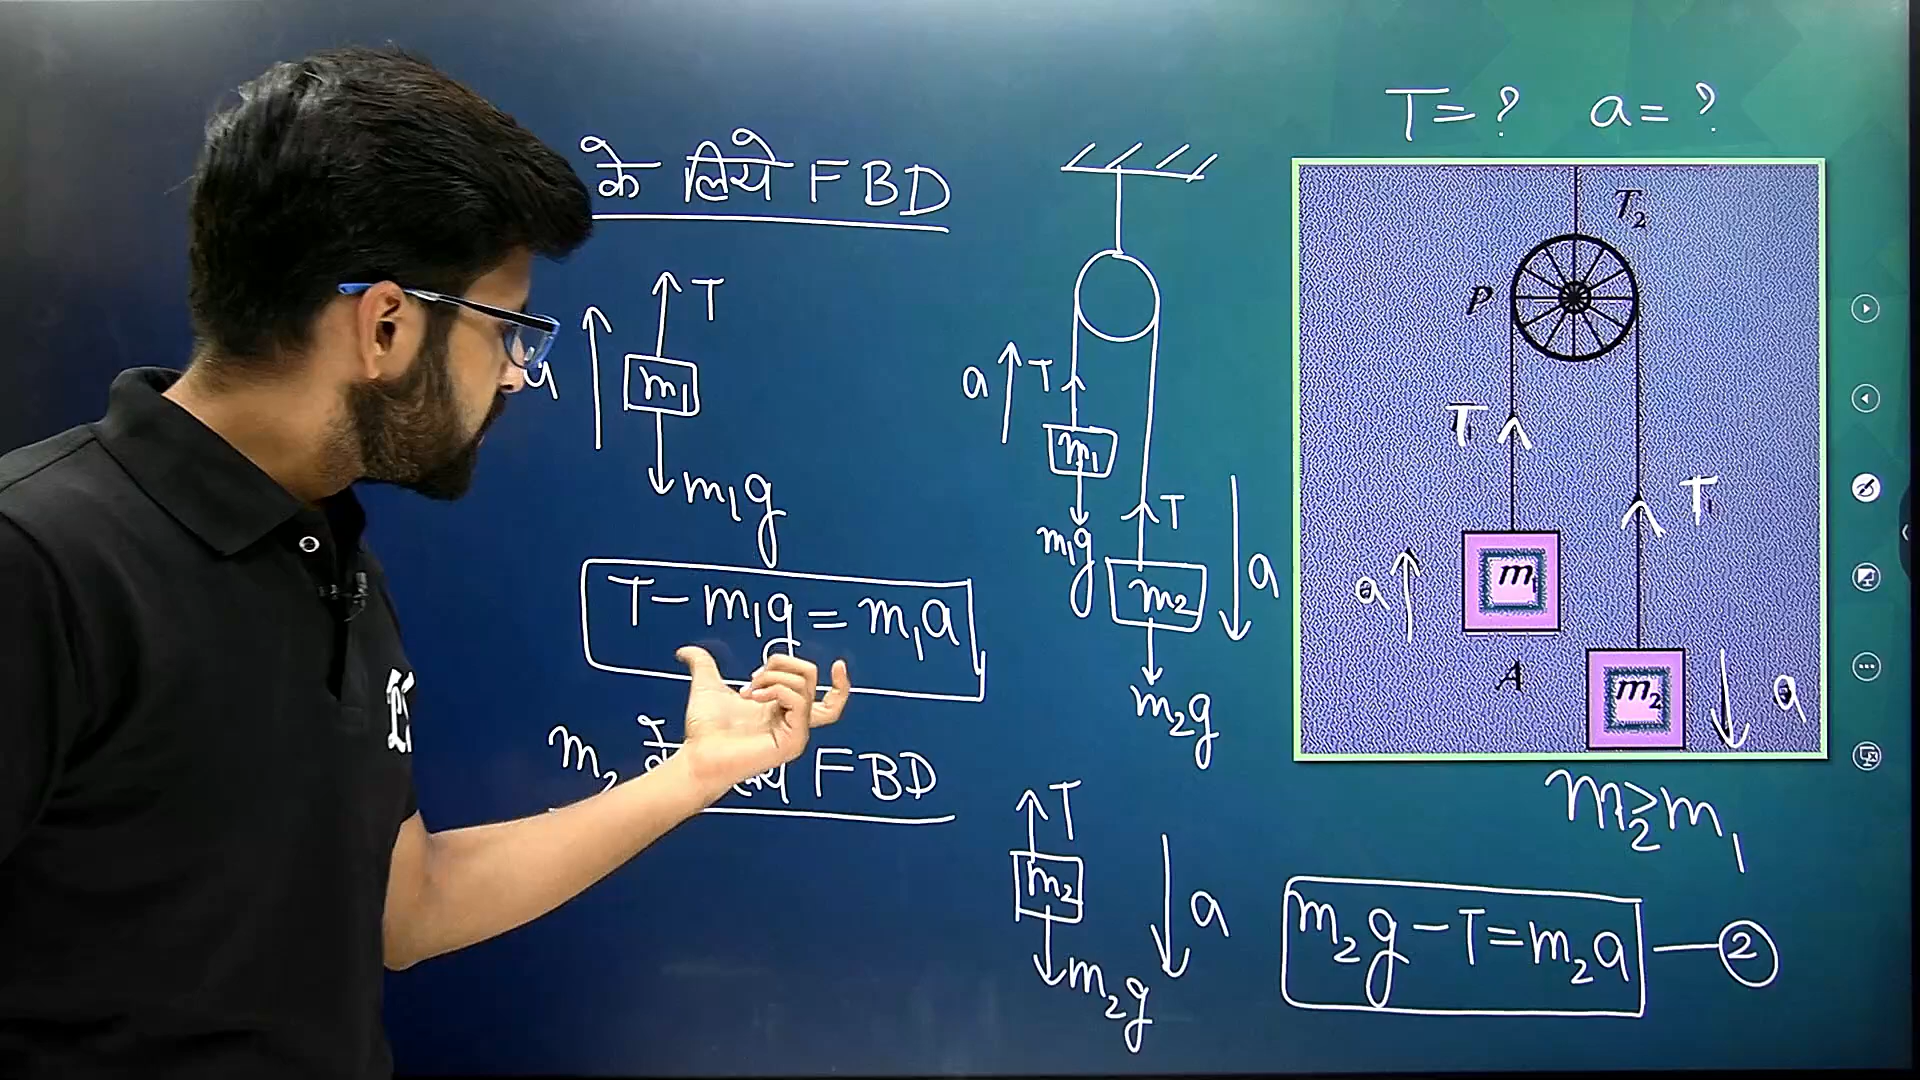 T = ? a = ?
के लिये FBD
T
a
m₁
m₁g
T − m₁g = m₁a
m₂ के लिये FBD
a T
m₁
m₁g
T
m₂
a
m₂g
T
m₂
a
m₂g
T₂
P
T
T₁
a
m₁
A
m₂
a
m₂ > m₁
m₂g − T = m₂a — ②